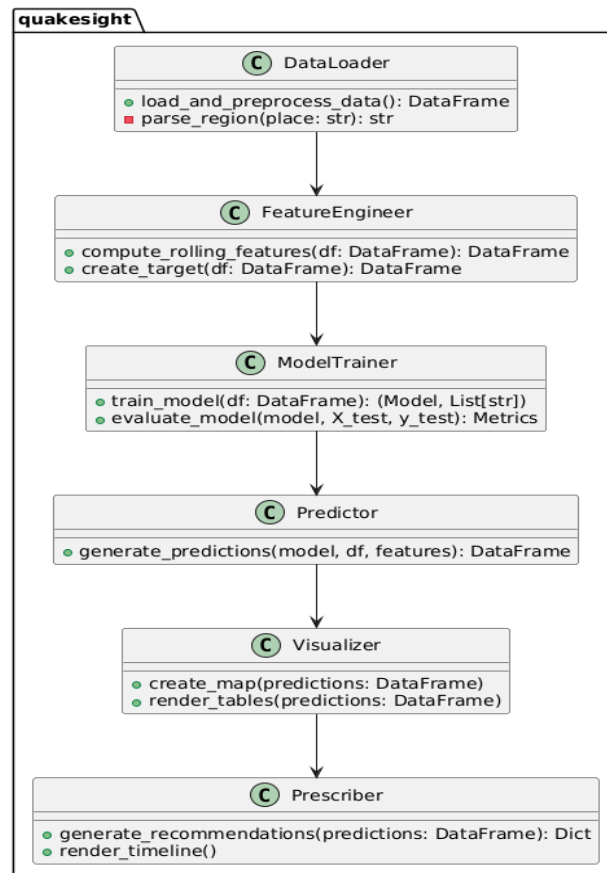 quakesight
C DataLoader
load_and_preprocess_data(): DataFrame
parse_region(place: str): str
C FeatureEngineer
compute_rolling_features(df: DataFrame): DataFrame
create_target(df: DataFrame): DataFrame
C ModelTrainer
train_model(df: DataFrame): (Model, List[str])
evaluate_model(model, X_test, y_test): Metrics
C Predictor
generate_predictions(model, df, features): DataFrame
C Visualizer
create_map(predictions: DataFrame)
render_tables(predictions: DataFrame)
C Prescriber
generate_recommendations(predictions: DataFrame): Dict
render_timeline()